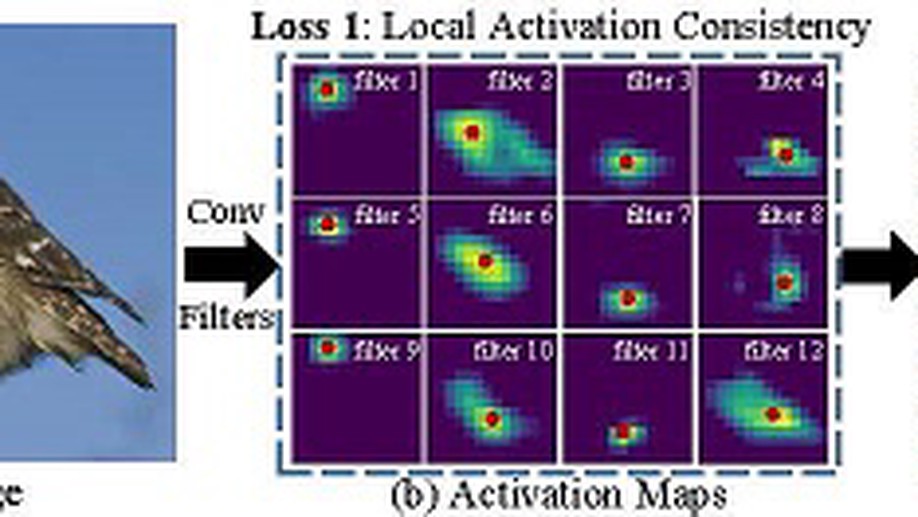 Loss 1: Local Activation Consistency
filter 1
filter 2
filter 3
filter 4
Conv
filter 5
filter 6
filter 7
filter 8
Filters
filter 9
filter 10
filter 11
filter 12
ge
(b) Activation Maps